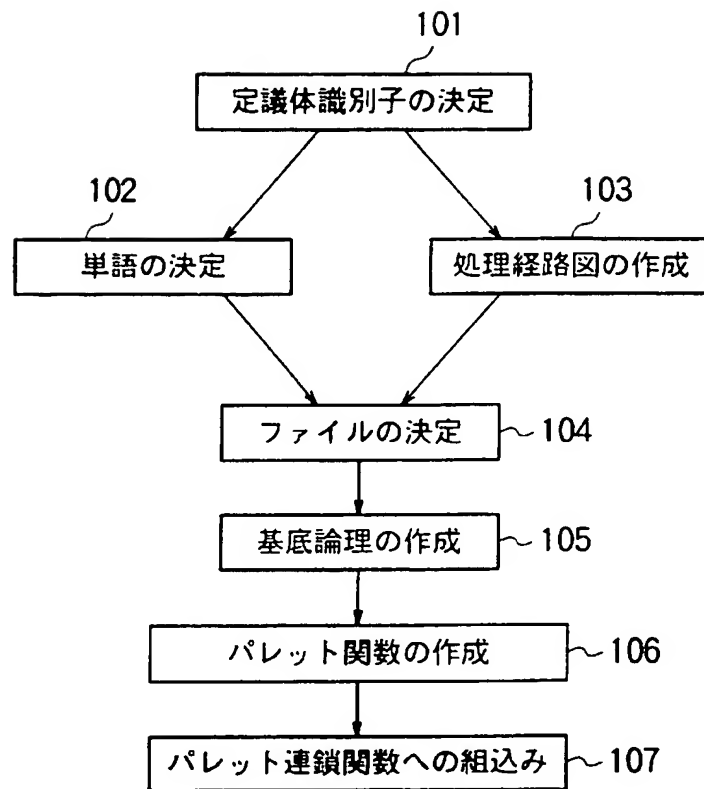 101
定議体識別子の決定
102
103
単語の決定
処理経路図の作成
ファイルの決定
104
基底論理の作成
105
パレット関数の作成
106
パレット連鎖関数への組込み
107